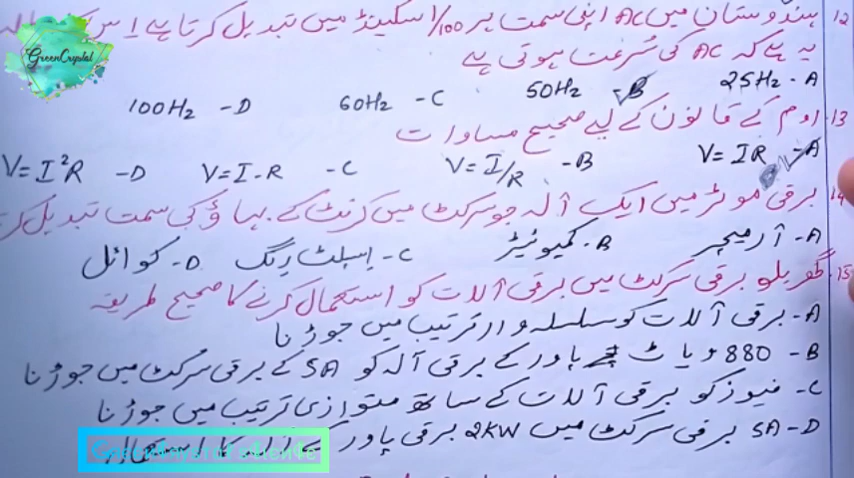 GreenCrystal
12. ہندوستان میں AC اپنی سمت ہر 1/100 سکینڈ میں تبدیل کرتا ہے اس
یہ ہے کہ AC کی سُرعت ہوتی ہے
A - 25Hz B - 50Hz C - 60Hz D - 100Hz
13. اوم کے قانون کے لیے صحیح مساوات
A - V = IR B - V = I/R C - V = I - R D - V = I²R
14. برقی موٹر میں ایک آلہ جو سرکٹ میں کرنٹ کے بہاؤ کی سمت تبدیل کر
A - آرمیچر B - کمیوٹیٹر C - اسپلٹ رنگ D - کوائل
15. گھریلو برقی سرکٹ میں برقی آلات کو استعمال کرنے کا صحیح طریقہ
A - برقی آلات کو سلسلہ وار ترتیب میں جوڑنا
B - 880 ویاٹ پاور کے برقی آلہ کو 5A کے برقی سرکٹ میں جوڑنا
C - فیوز کو برقی آلات کے ساتھ متوازی ترتیب میں جوڑنا
D - 5A برقی سرکٹ میں 2KW برقی پاور کے